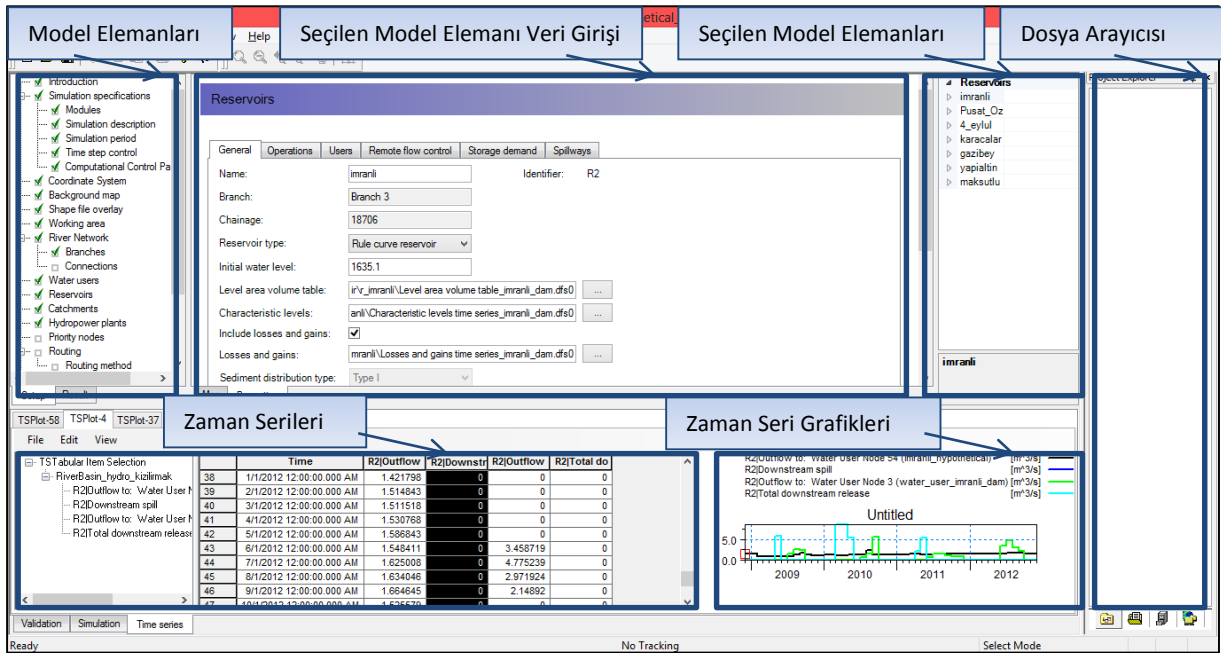 etical_
Model Elemanları
Seçilen Model Elemanı Veri Girişi
Seçilen Model Elemanları
Dosya Arayıcısı
Help
Introduction
Simulation specifications
Modules
Simulation description
Simulation period
Time step control
Computational Control Pa
Coordinate System
Background map
Shape file overlay
Working area
River Network
Branches
Connections
Water users
Reservoirs
Catchments
Hydropower plants
Priority nodes
Routing
Routing method
Reservoirs
General Operations Users Remote flow control Storage demand Spillways
Name: imranli Identifier: R2
Branch: Branch 3
Chainage: 18706
Reservoir type: Rule curve reservoir
Initial water level: 1635.1
Level area volume table: ir\r_imranli\Level area volume table_imranli_dam.dfs0 ...
Characteristic levels: anli\Characteristic levels time series_imranli_dam.dfs0 ...
Include losses and gains:
Losses and gains: mranli\Losses and gains time series_imranli_dam.dfs0 ...
Sediment distribution type: Type I
Reservoirs
imranli
Pusat_Oz
4_eylul
karacalar
gazibey
yapialtin
maksutlu
imranli
Project Explorer
Setup Result
TSPlot-58 TSPlot-4 TSPlot-37
Zaman Serileri
Zaman Seri Grafikleri
File Edit View
TSTabular Item Selection
RiverBasin_hydro_kizilirmak
R2|Outflow to: Water User N
R2|Downstream spill
R2|Outflow to: Water User N
R2|Total downstream release
Time R2|Outflow R2|Downstr R2|Outflow R2|Total do
38 1/1/2012 12:00:00.000 AM 1.421798 0 0 0
39 2/1/2012 12:00:00.000 AM 1.514843 0 0 0
40 3/1/2012 12:00:00.000 AM 1.511518 0 0 0
41 4/1/2012 12:00:00.000 AM 1.530768 0 0 0
42 5/1/2012 12:00:00.000 AM 1.586843 0 0 0
43 6/1/2012 12:00:00.000 AM 1.548411 0 3.458719 0
44 7/1/2012 12:00:00.000 AM 1.625008 0 4.775239 0
45 8/1/2012 12:00:00.000 AM 1.634046 0 2.971924 0
46 9/1/2012 12:00:00.000 AM 1.664645 0 2.14892 0
47 10/1/2012 12:00:00.000 AM 0 0 0
R2|Outflow to: Water User Node 54 (imranli_hypothetical) [m^3/s]
R2|Downstream spill [m^3/s]
R2|Outflow to: Water User Node 3 (water_user_imranli_dam) [m^3/s]
R2|Total downstream release [m^3/s]
Untitled
5.0
0.0
2009 2010 2011 2012
Validation Simulation Time series
Ready No Tracking Select Mode